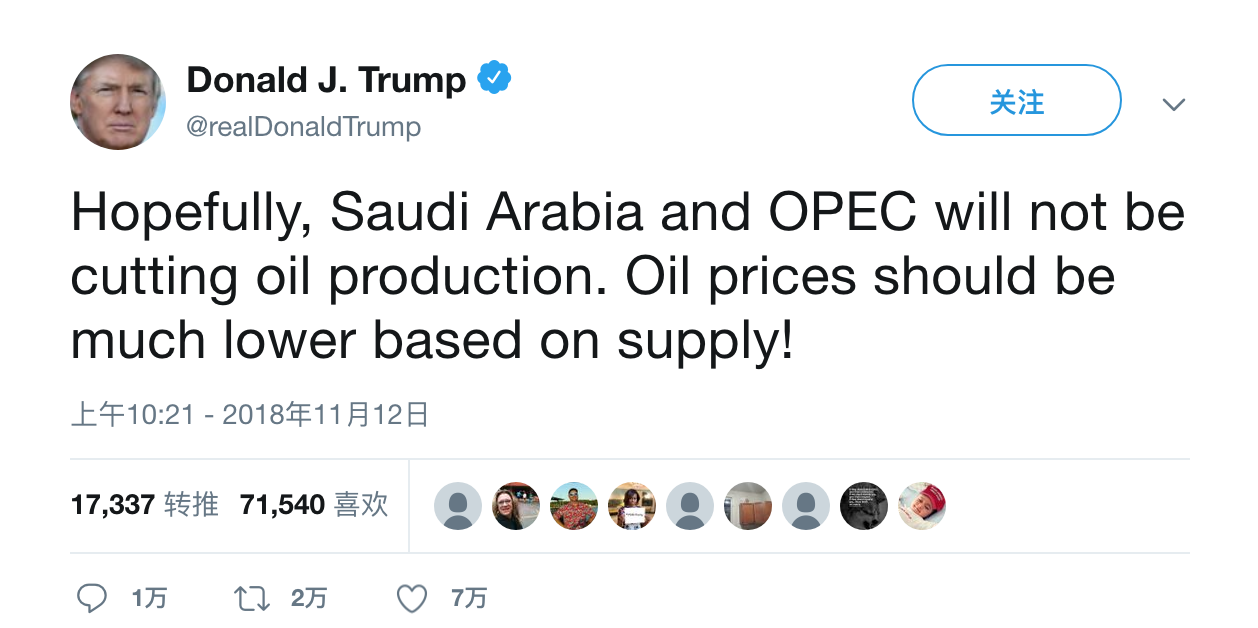 Donald J. Trump
@realDonaldTrump
关注
Hopefully, Saudi Arabia and OPEC will not be
cutting oil production. Oil prices should be
much lower based on supply!
上午10:21 - 2018年11月12日
17,337 转推 71,540 喜欢
1万 2万 7万